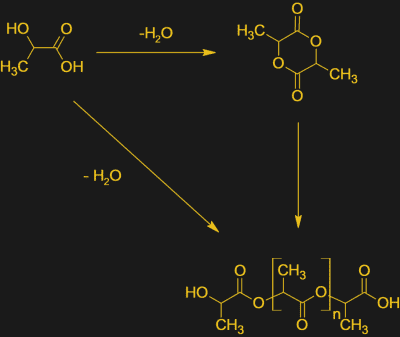 HO O
-H₂O
H₃C OH
O
H₃C
O
O
CH₃
O
- H₂O
O CH₃ O
HO O O OH
CH₃ O n CH₃